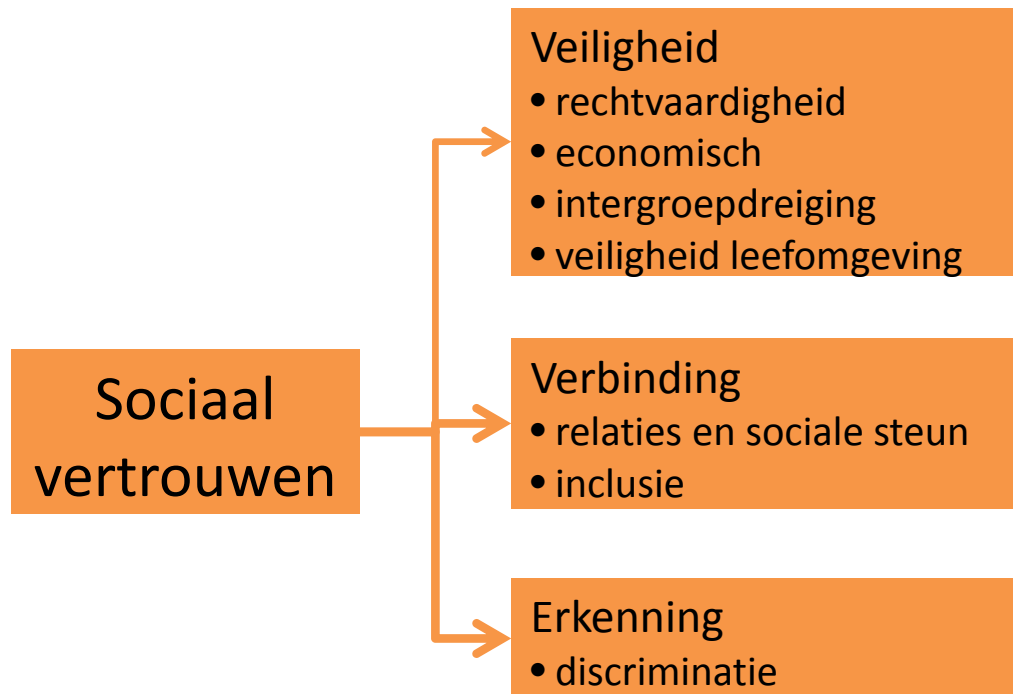 Veiligheid
• rechtvaardigheid
• economisch
• intergroepdreiging
• veiligheid leefomgeving
Sociaal
vertrouwen
Verbinding
• relaties en sociale steun
• inclusie
Erkenning
• discriminatie